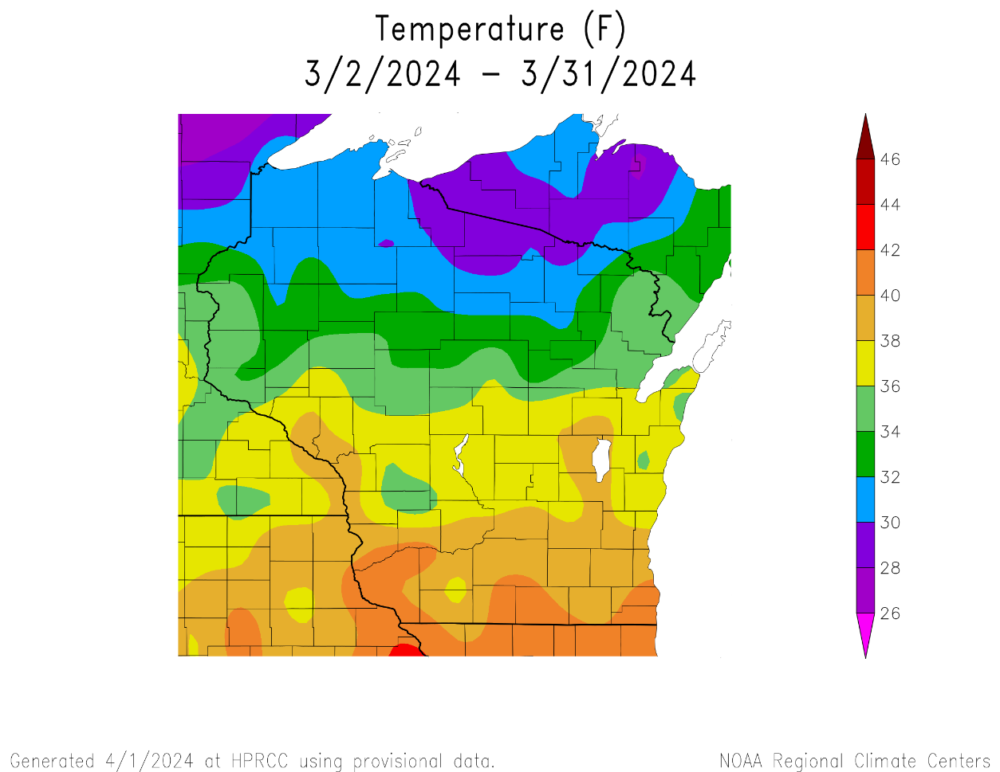 Temperature (F)
3/2/2024 – 3/31/2024
46
44
42
40
38
36
34
32
30
28
26
Generated 4/1/2024 at HPRCC using provisional data.
NOAA Regional Climate Centers